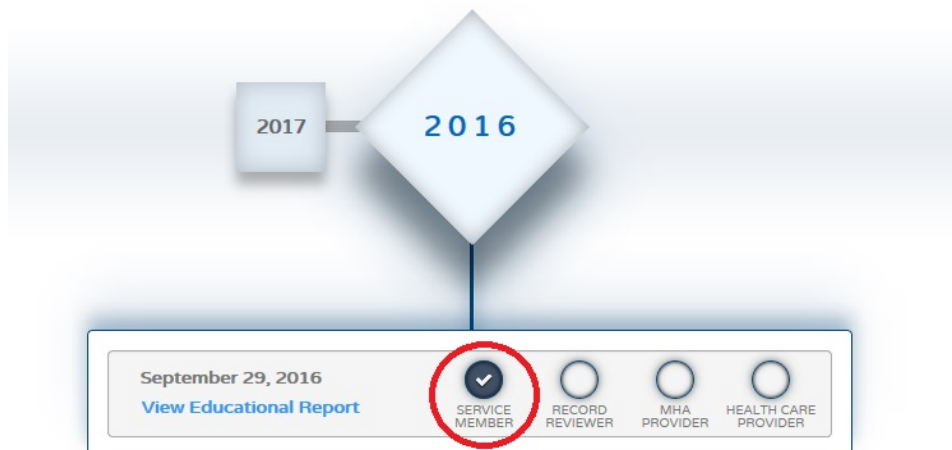 2017
2016
September 29, 2016
View Educational Report
SERVICE
MEMBER
RECORD
REVIEWER
MHA
PROVIDER
HEALTH CARE
PROVIDER